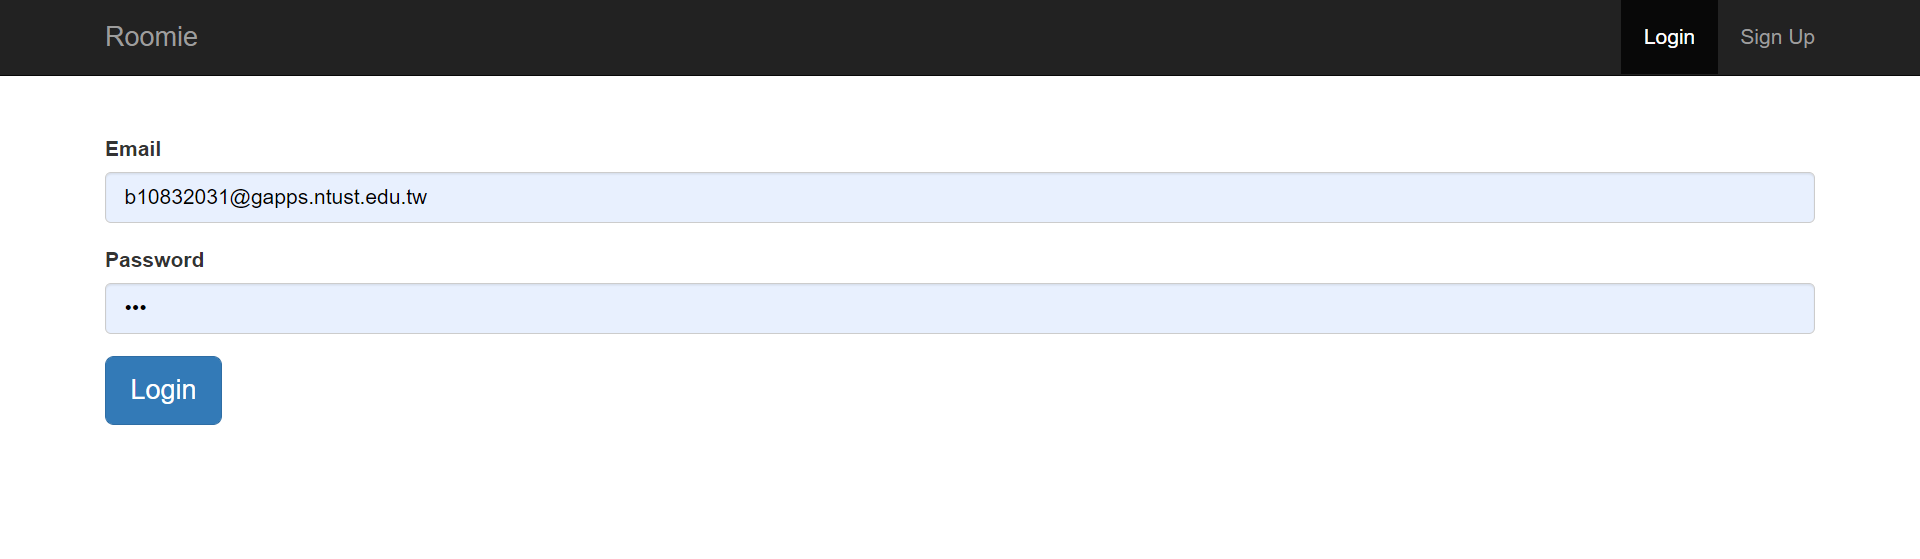 Roomie Login Sign Up
Email
b10832031@gapps.ntust.edu.tw
Password
•••
Login